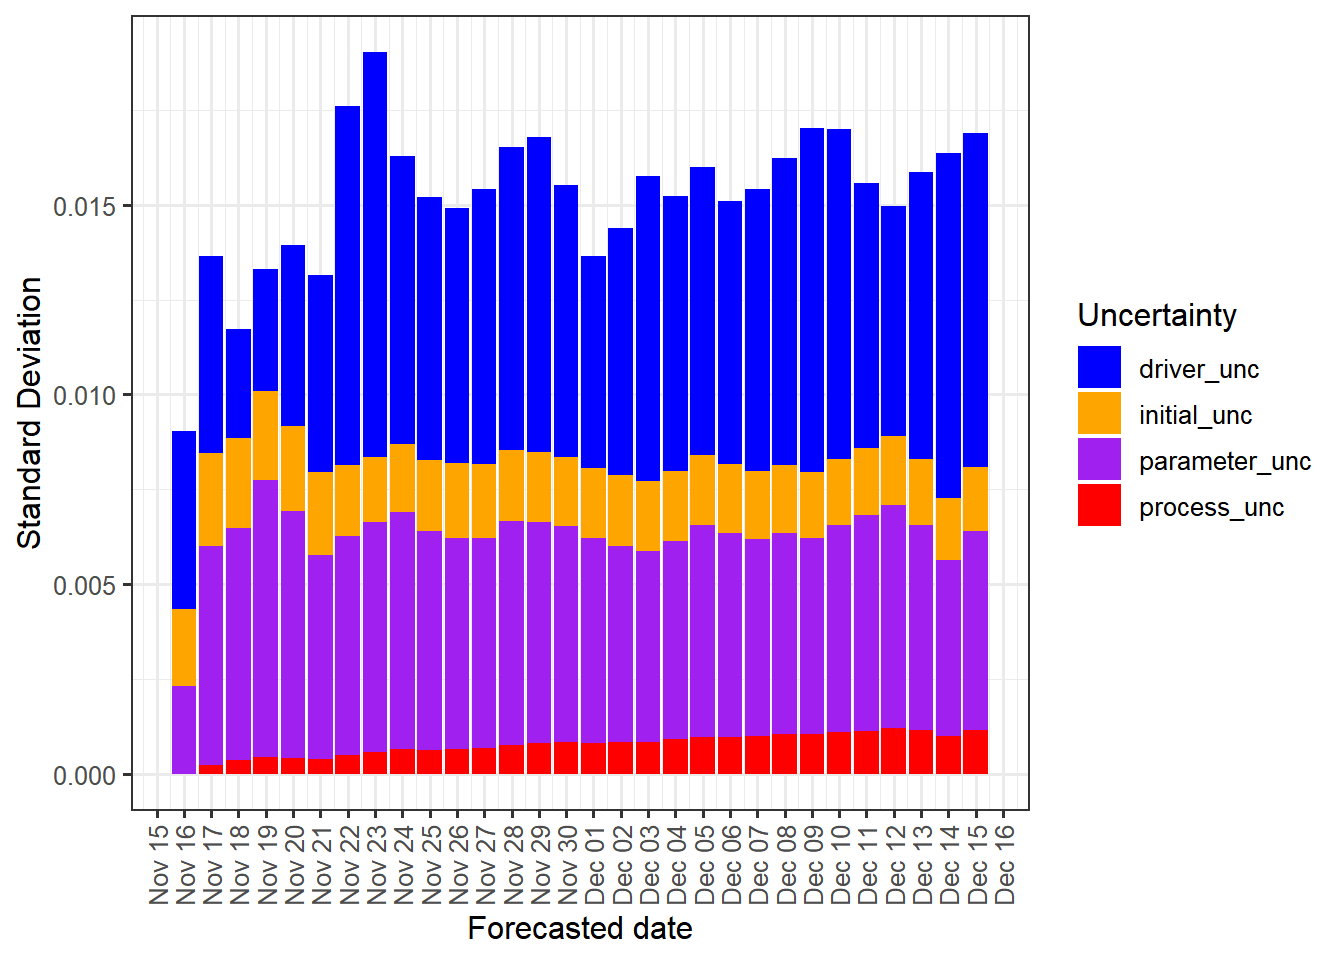 Standard Deviation
0.015
0.010
0.005
0.000
Nov 15
Nov 16
Nov 17
Nov 18
Nov 19
Nov 20
Nov 21
Nov 22
Nov 23
Nov 24
Nov 25
Nov 26
Nov 27
Nov 28
Nov 29
Nov 30
Dec 01
Dec 02
Dec 03
Dec 04
Dec 05
Dec 06
Dec 07
Dec 08
Dec 09
Dec 10
Dec 11
Dec 12
Dec 13
Dec 14
Dec 15
Dec 16
Forecasted date
Uncertainty
driver_unc
initial_unc
parameter_unc
process_unc